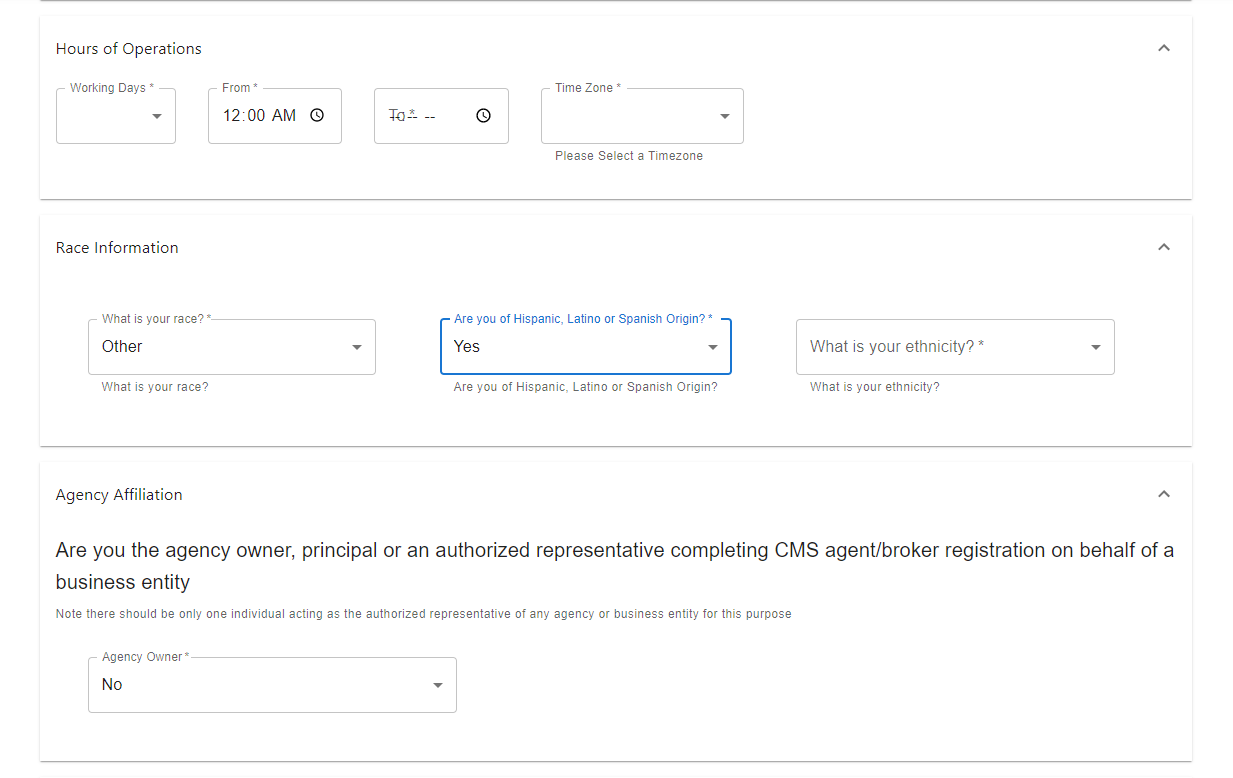 Hours of Operations
Working Days *
From *
To *
Time Zone *
12:00 AM
--:-- --
Please Select a Timezone
Race Information
What is your race? *
Are you of Hispanic, Latino or Spanish Origin? *
Other
Yes
What is your ethnicity? *
What is your race?
Are you of Hispanic, Latino or Spanish Origin?
What is your ethnicity?
Agency Affiliation
Are you the agency owner, principal or an authorized representative completing CMS agent/broker registration on behalf of a
business entity
Note there should be only one individual acting as the authorized representative of any agency or business entity for this purpose
Agency Owner *
No